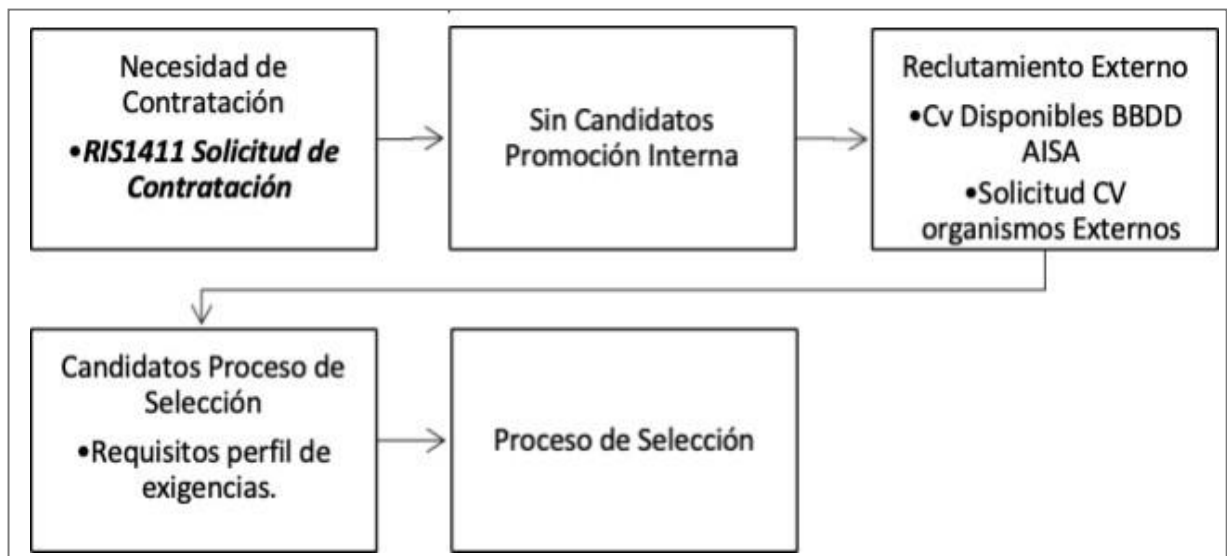 Necesidad de
Contratación
•RIS1411 Solicitud de
Contratación
Sin Candidatos
Promoción Interna
Reclutamiento Externo
•Cv Disponibles BBDD
AISA
•Solicitud CV
organismos Externos
Candidatos Proceso de
Selección
•Requisitos perfil de
exigencias.
Proceso de Selección